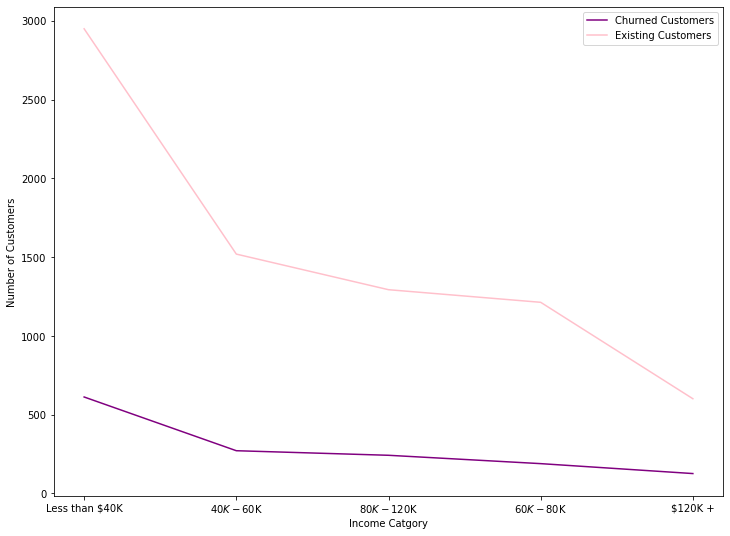 Churned Customers
Existing Customers
3000
2500
2000
1500
1000
500
0
Number of Customers
Less than $40K
40K − 60K
80K − 120K
60K − 80K
$120K +
Income Catgory